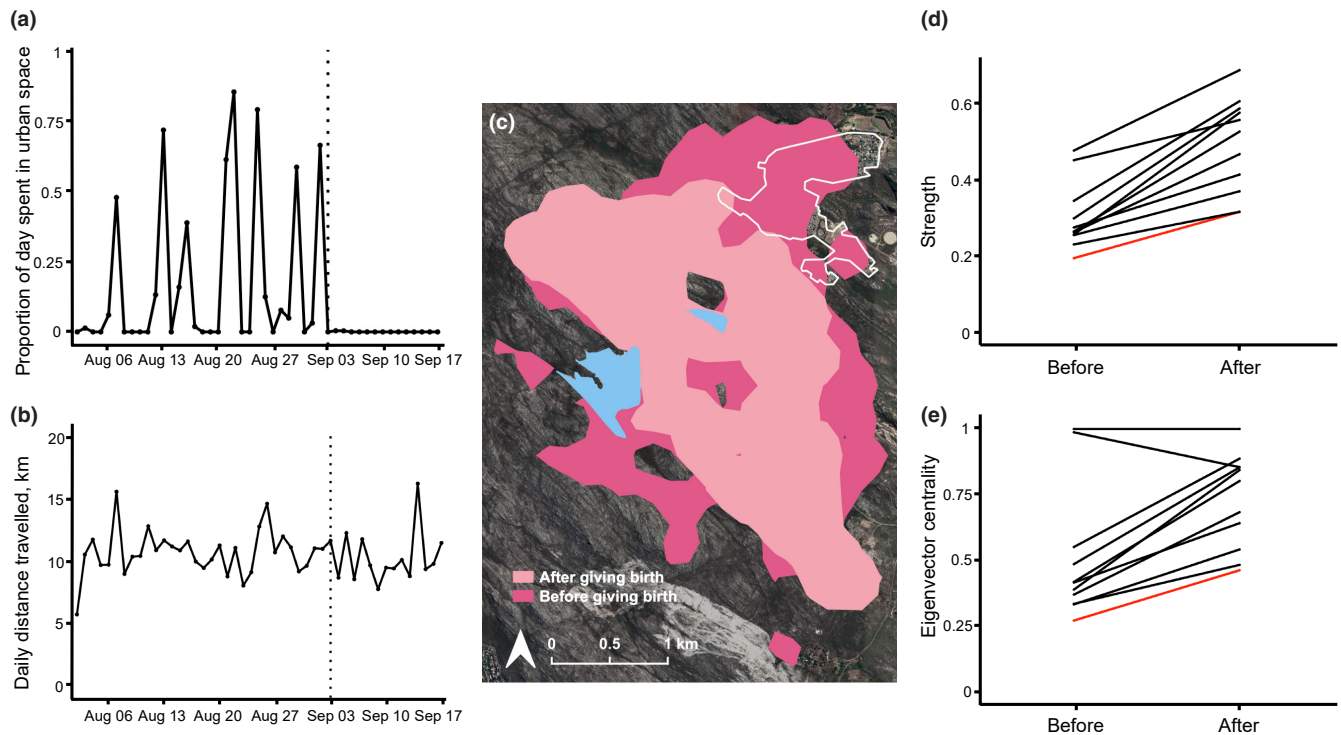 (a)
Proportion of day spent in urban space
1
0.75
0.5
0.25
0
Aug 06 Aug 13 Aug 20 Aug 27 Sep 03 Sep 10 Sep 17
(b)
Daily distance travelled, km
20
15
10
5
0
Aug 06 Aug 13 Aug 20 Aug 27 Sep 03 Sep 10 Sep 17
(c)
After giving birth
Before giving birth
0 0.5 1 km
(d)
Strength
0.6
0.4
0.2
0
Before After
(e)
Eigenvector centrality
1
0.75
0.5
0.25
0
Before After